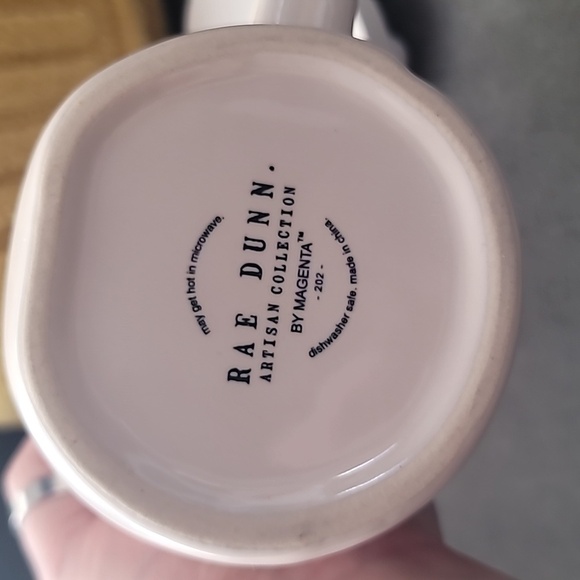 may get hot in microwave.
RAE DUNN.
ARTISAN COLLECTION
BY MAGENTA™
- 202 -
dishwasher safe. made in china.